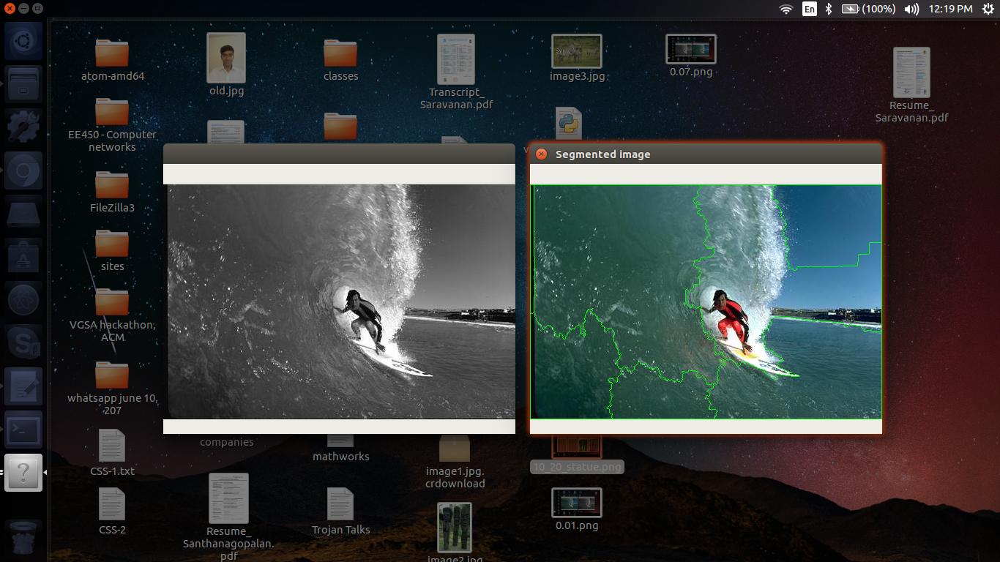 En
(100%)
12:19 PM
atom-amd64
old.jpg
classes
Transcript_
Saravanan.pdf
image3.jpg
0.07.png
Resume_
Saravanan.pdf
EE450 - Computer
networks
FileZilla3
sites
VGSA hackathon,
ACM
whatsapp june 10,
207
CSS-1.txt
CSS-2
Segmented image
companies
Resume_
Santhanagopalan.
pdf
mathworks
Trojan Talks
image1.jpg.
crdownload
image2.jpg
10_20_statue.png
0.01.png